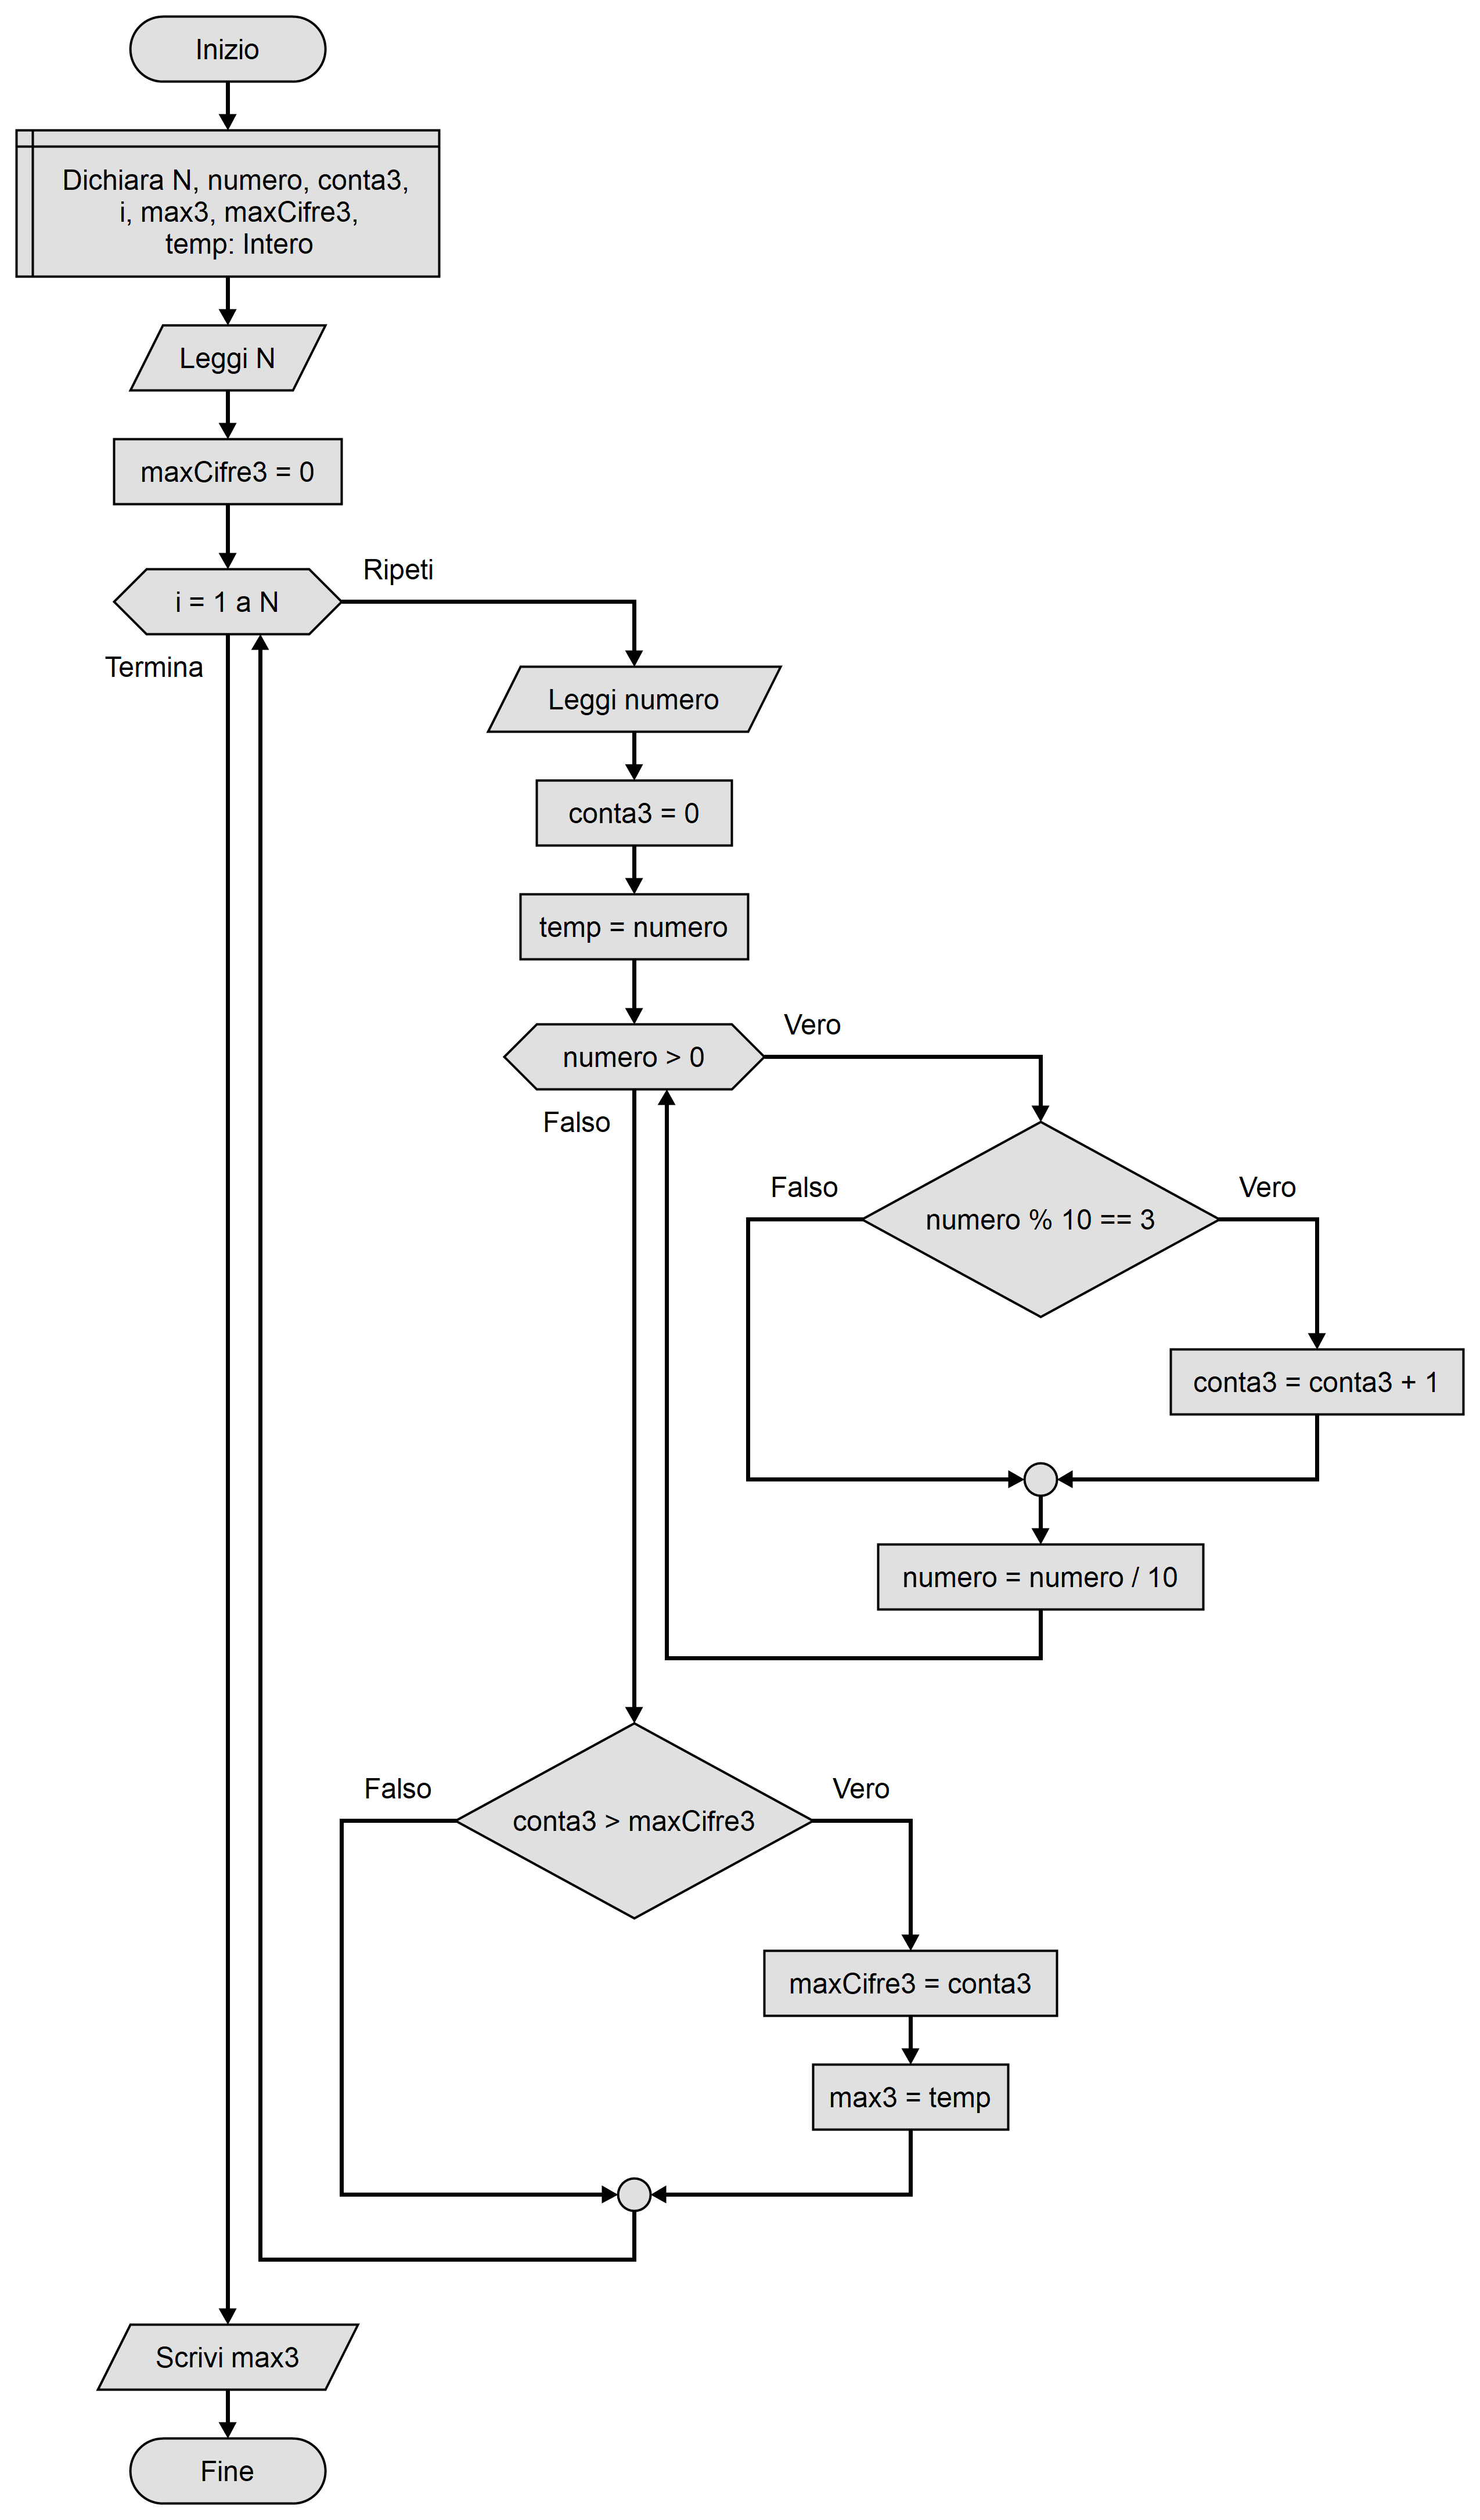 Inizio
Dichiara N, numero, conta3,
i, max3, maxCifre3,
temp: Intero
Leggi N
maxCifre3 = 0
i = 1 a N
Ripeti
Termina
Leggi numero
conta3 = 0
temp = numero
numero > 0
Vero
Falso
numero % 10 == 3
Falso
Vero
conta3 = conta3 + 1
numero = numero / 10
conta3 > maxCifre3
Falso
Vero
maxCifre3 = conta3
max3 = temp
Scrivi max3
Fine